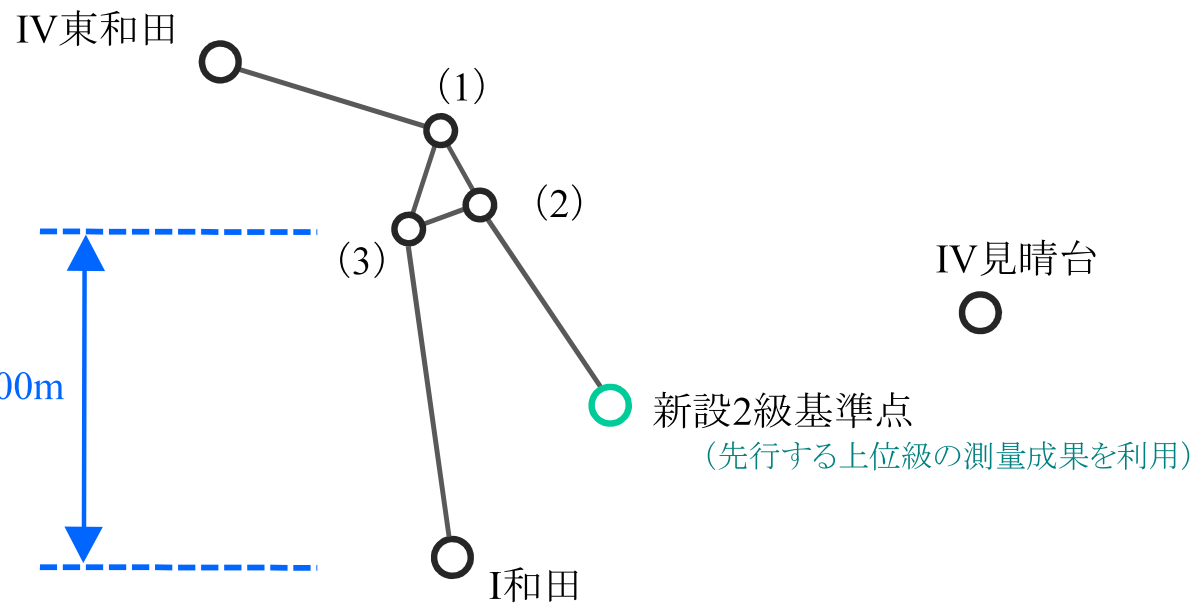 IV東和田
(1)
(2)
(3)
IV見晴台
00m
新設2級基準点
（先行する上位級の測量成果を利用）
I和田